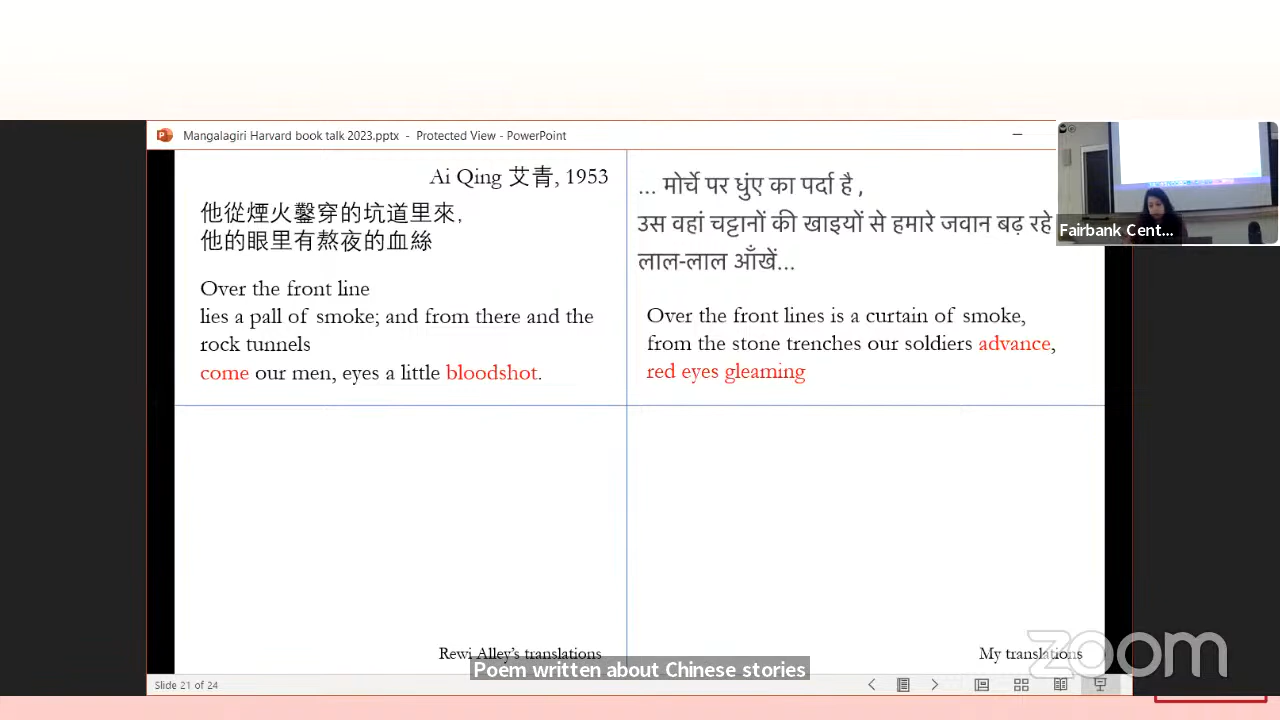 Mangalagiri Harvard book talk 2023.pptx - Protected View - PowerPoint
Ai Qing 艾青, 1953
他從煙火鑿穿的坑道里來,
他的眼里有熬夜的血絲
Over the front line
lies a pall of smoke; and from there and the
rock tunnels
come our men, eyes a little bloodshot.
Rewi Alley's translations
... मोर्चे पर धुंए का पर्दा है ,
उस वहां चट्टानों की खाइयों से हमारे जवान बढ़ रहे
लाल-लाल आँखें...
Over the front lines is a curtain of smoke,
from the stone trenches our soldiers advance,
red eyes gleaming
My translations
Fairbank Cent...
Poem written about Chinese stories
zoom
Slide 21 of 24